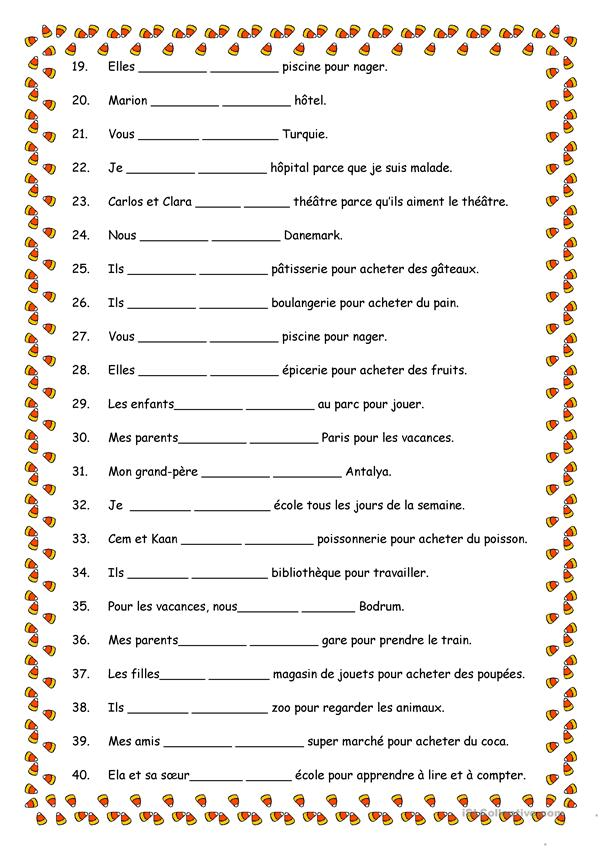 19. Elles _________ _________ piscine pour nager.
20. Marion _________ _________ hôtel.
21. Vous ________ __________ Turquie.
22. Je _________ _________ hôpital parce que je suis malade.
23. Carlos et Clara ______ ______ théâtre parce qu'ils aiment le théâtre.
24. Nous _________ _________ Danemark.
25. Ils _________ _________ pâtisserie pour acheter des gâteaux.
26. Ils _________ _________ boulangerie pour acheter du pain.
27. Vous ________ __________ piscine pour nager.
28. Elles _________ _________ épicerie pour acheter des fruits.
29. Les enfants_________ _________ au parc pour jouer.
30. Mes parents_________ _________ Paris pour les vacances.
31. Mon grand-père _________ _________ Antalya.
32. Je ________ __________ école tous les jours de la semaine.
33. Cem et Kaan ________ _________ poissonnerie pour acheter du poisson.
34. Ils ________ __________ bibliothèque pour travailler.
35. Pour les vacances, nous________ _______ Bodrum.
36. Mes parents_________ _________ gare pour prendre le train.
37. Les filles______ ________ magasin de jouets pour acheter des poupées.
38. Ils _______ __________ zoo pour regarder les animaux.
39. Mes amis __________ _________ super marché pour acheter du coca.
40. Ela et sa sœur_______ ______ école pour apprendre à lire et à compter.
iSLCollective.com